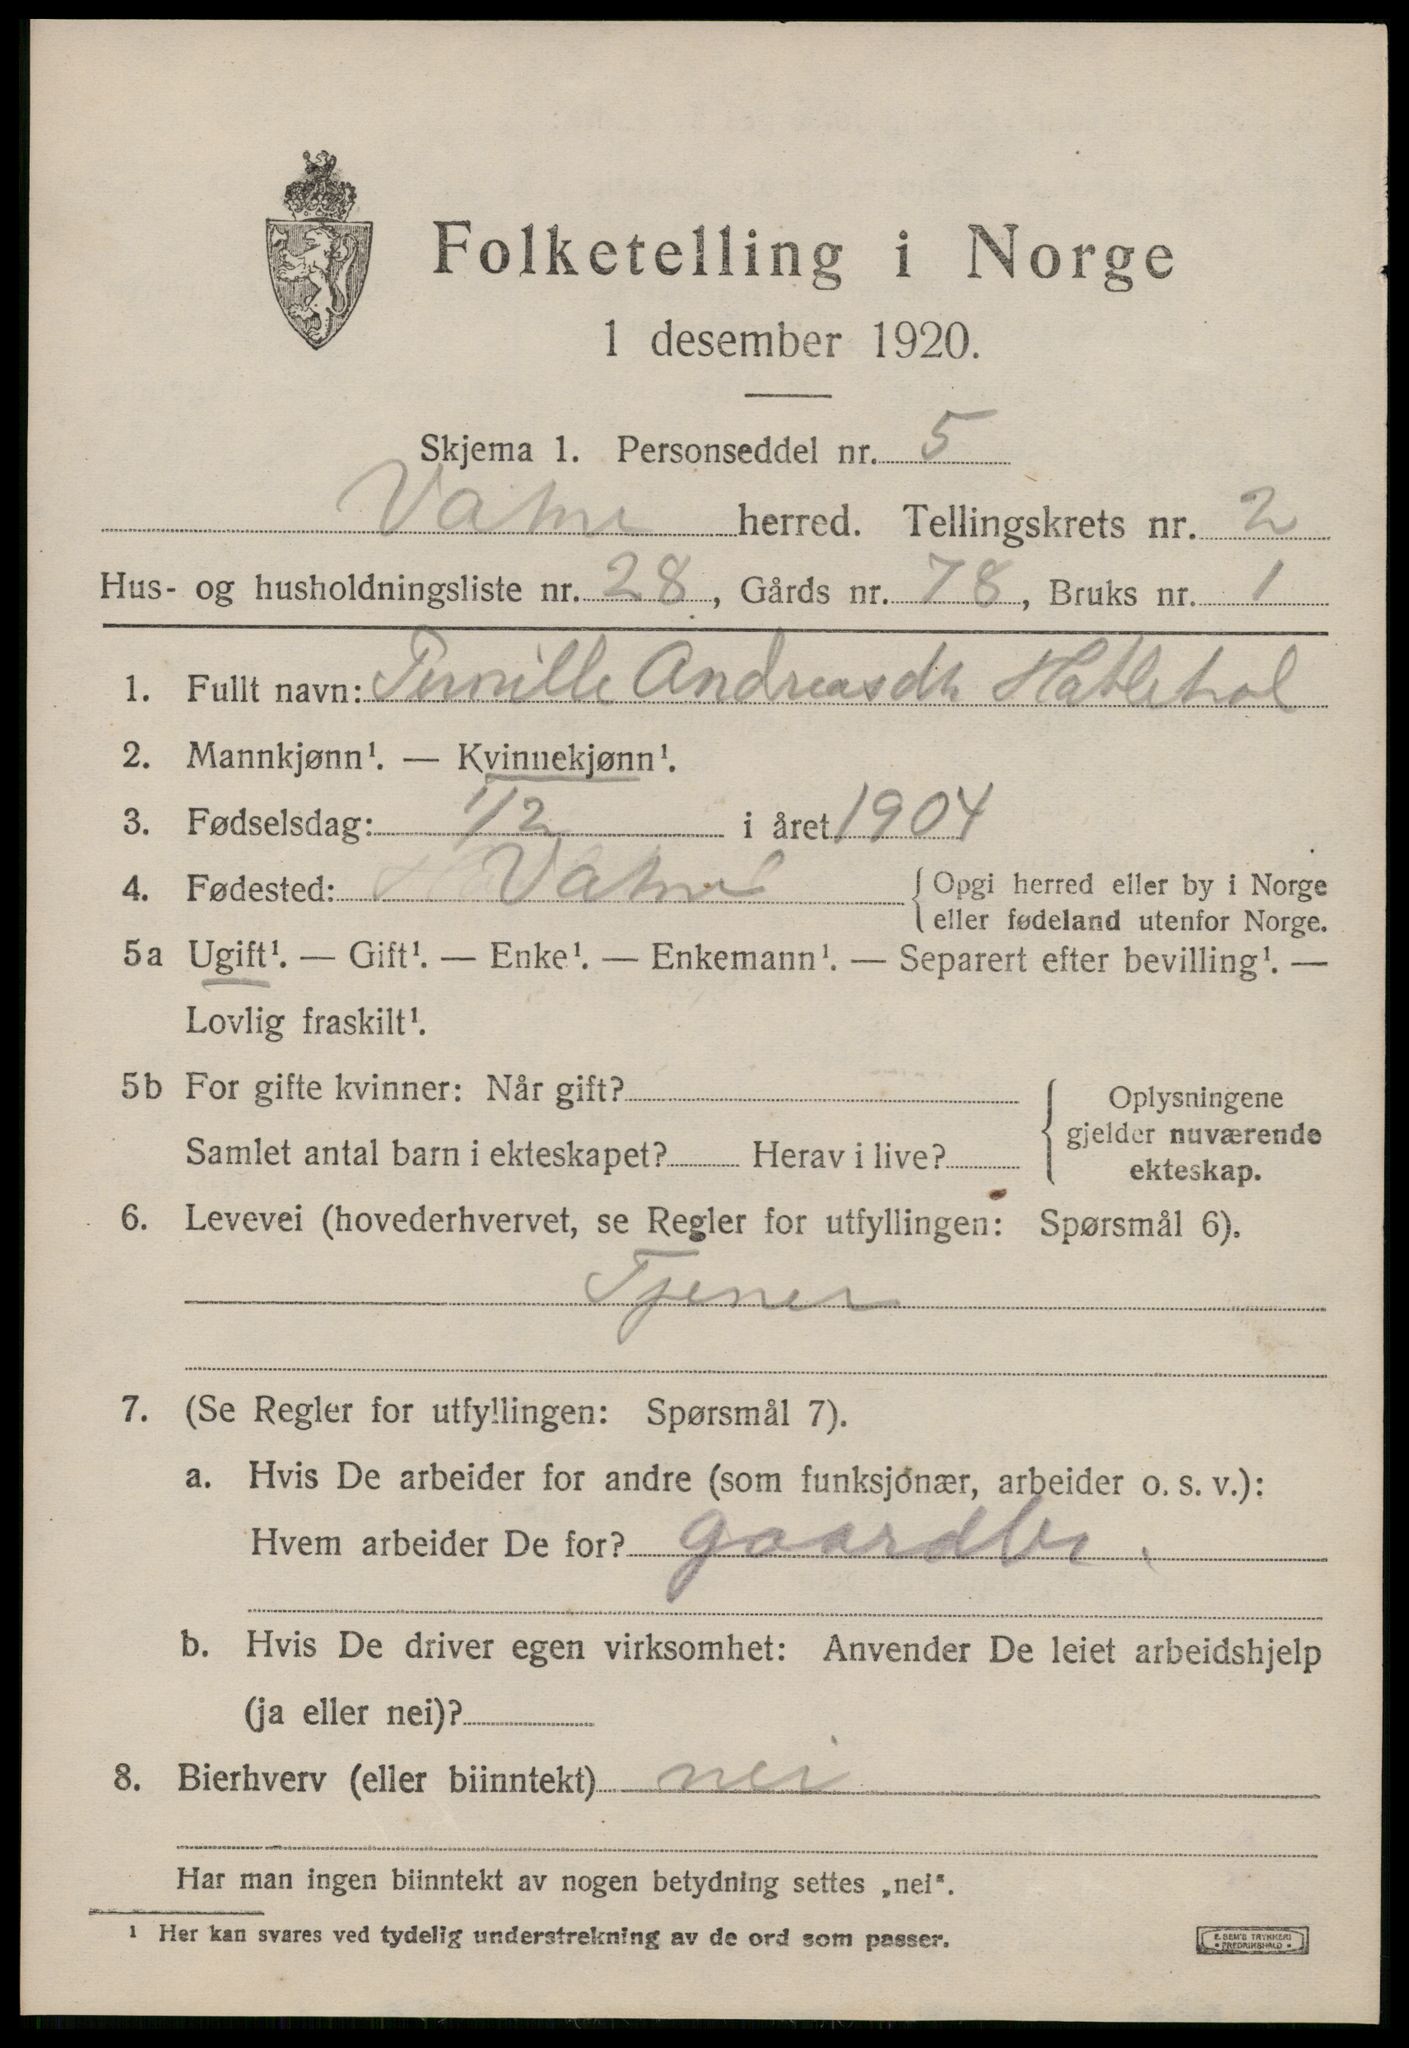 Folketelling i Norge
1 desember 1920.
Skjema 1. Personseddel nr. 5
Vatne herred. Tellingskrets nr. 2
Hus- og husholdningsliste nr. 28, Gårds nr. 78, Bruks nr. 1
1. Fullt navn: Pernille Andreasdtr Hatlehol
2. Mannkjønn¹. — Kvinnekjønn¹.
3. Fødselsdag: 1/2 i året 1904
4. Fødested: Vatne { Opgi herred eller by i Norge
eller fødeland utenfor Norge.
5a Ugift¹. — Gift¹. — Enke¹. — Enkemann¹. — Separert efter bevilling¹. —
Lovlig fraskilt¹.
5b For gifte kvinner: Når gift?
Samlet antal barn i ekteskapet? Herav i live?
Oplysningene
gjelder nuværende
ekteskap.
6. Levevei (hovederhvervet, se Regler for utfyllingen: Spørsmål 6).
Tjener
7. (Se Regler for utfyllingen: Spørsmål 7).
a. Hvis De arbeider for andre (som funksjonær, arbeider o. s. v.):
Hvem arbeider De for? gaardbr.
b. Hvis De driver egen virksomhet: Anvender De leiet arbeidshjelp
(ja eller nei)?
8. Bierhverv (eller biinntekt) nei
Har man ingen biinntekt av nogen betydning settes „nei".
¹ Her kan svares ved tydelig understrekning av de ord som passer.
E. SEM'S TRYKKERI
• FREDRIKSHALD •